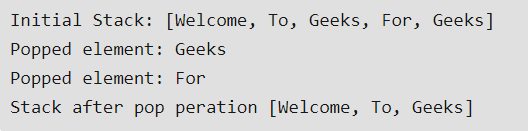 Initial Stack: [Welcome, To, Geeks, For, Geeks]
Popped element: Geeks
Popped element: For
Stack after pop peration [Welcome, To, Geeks]